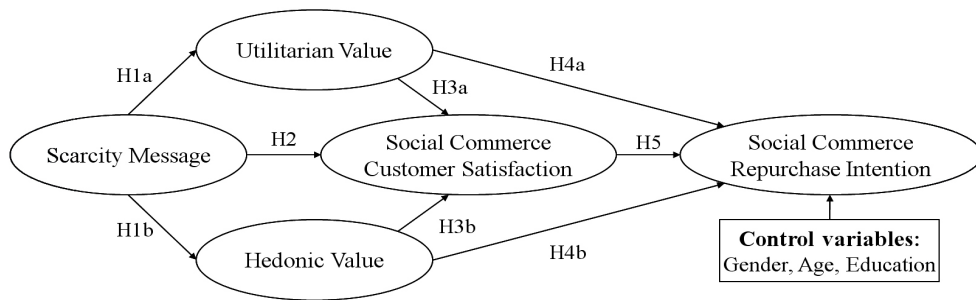 Utilitarian Value
H1a
H3a
H4a
Scarcity Message
H2
Social Commerce
Customer Satisfaction
H5
Social Commerce
Repurchase Intention
H1b
H3b
H4b
Hedonic Value
Control variables:
Gender, Age, Education